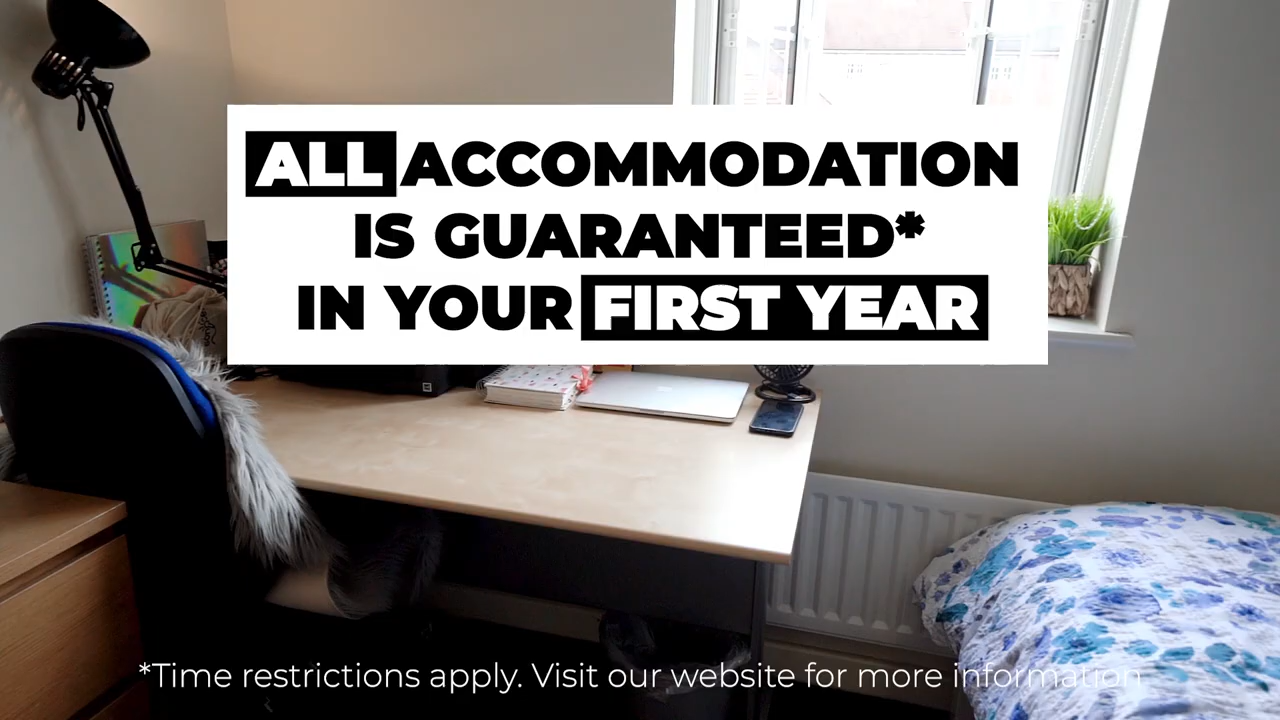 ALL ACCOMMODATION
IS GUARANTEED*
IN YOUR FIRST YEAR
*Time restrictions apply. Visit our website for more information